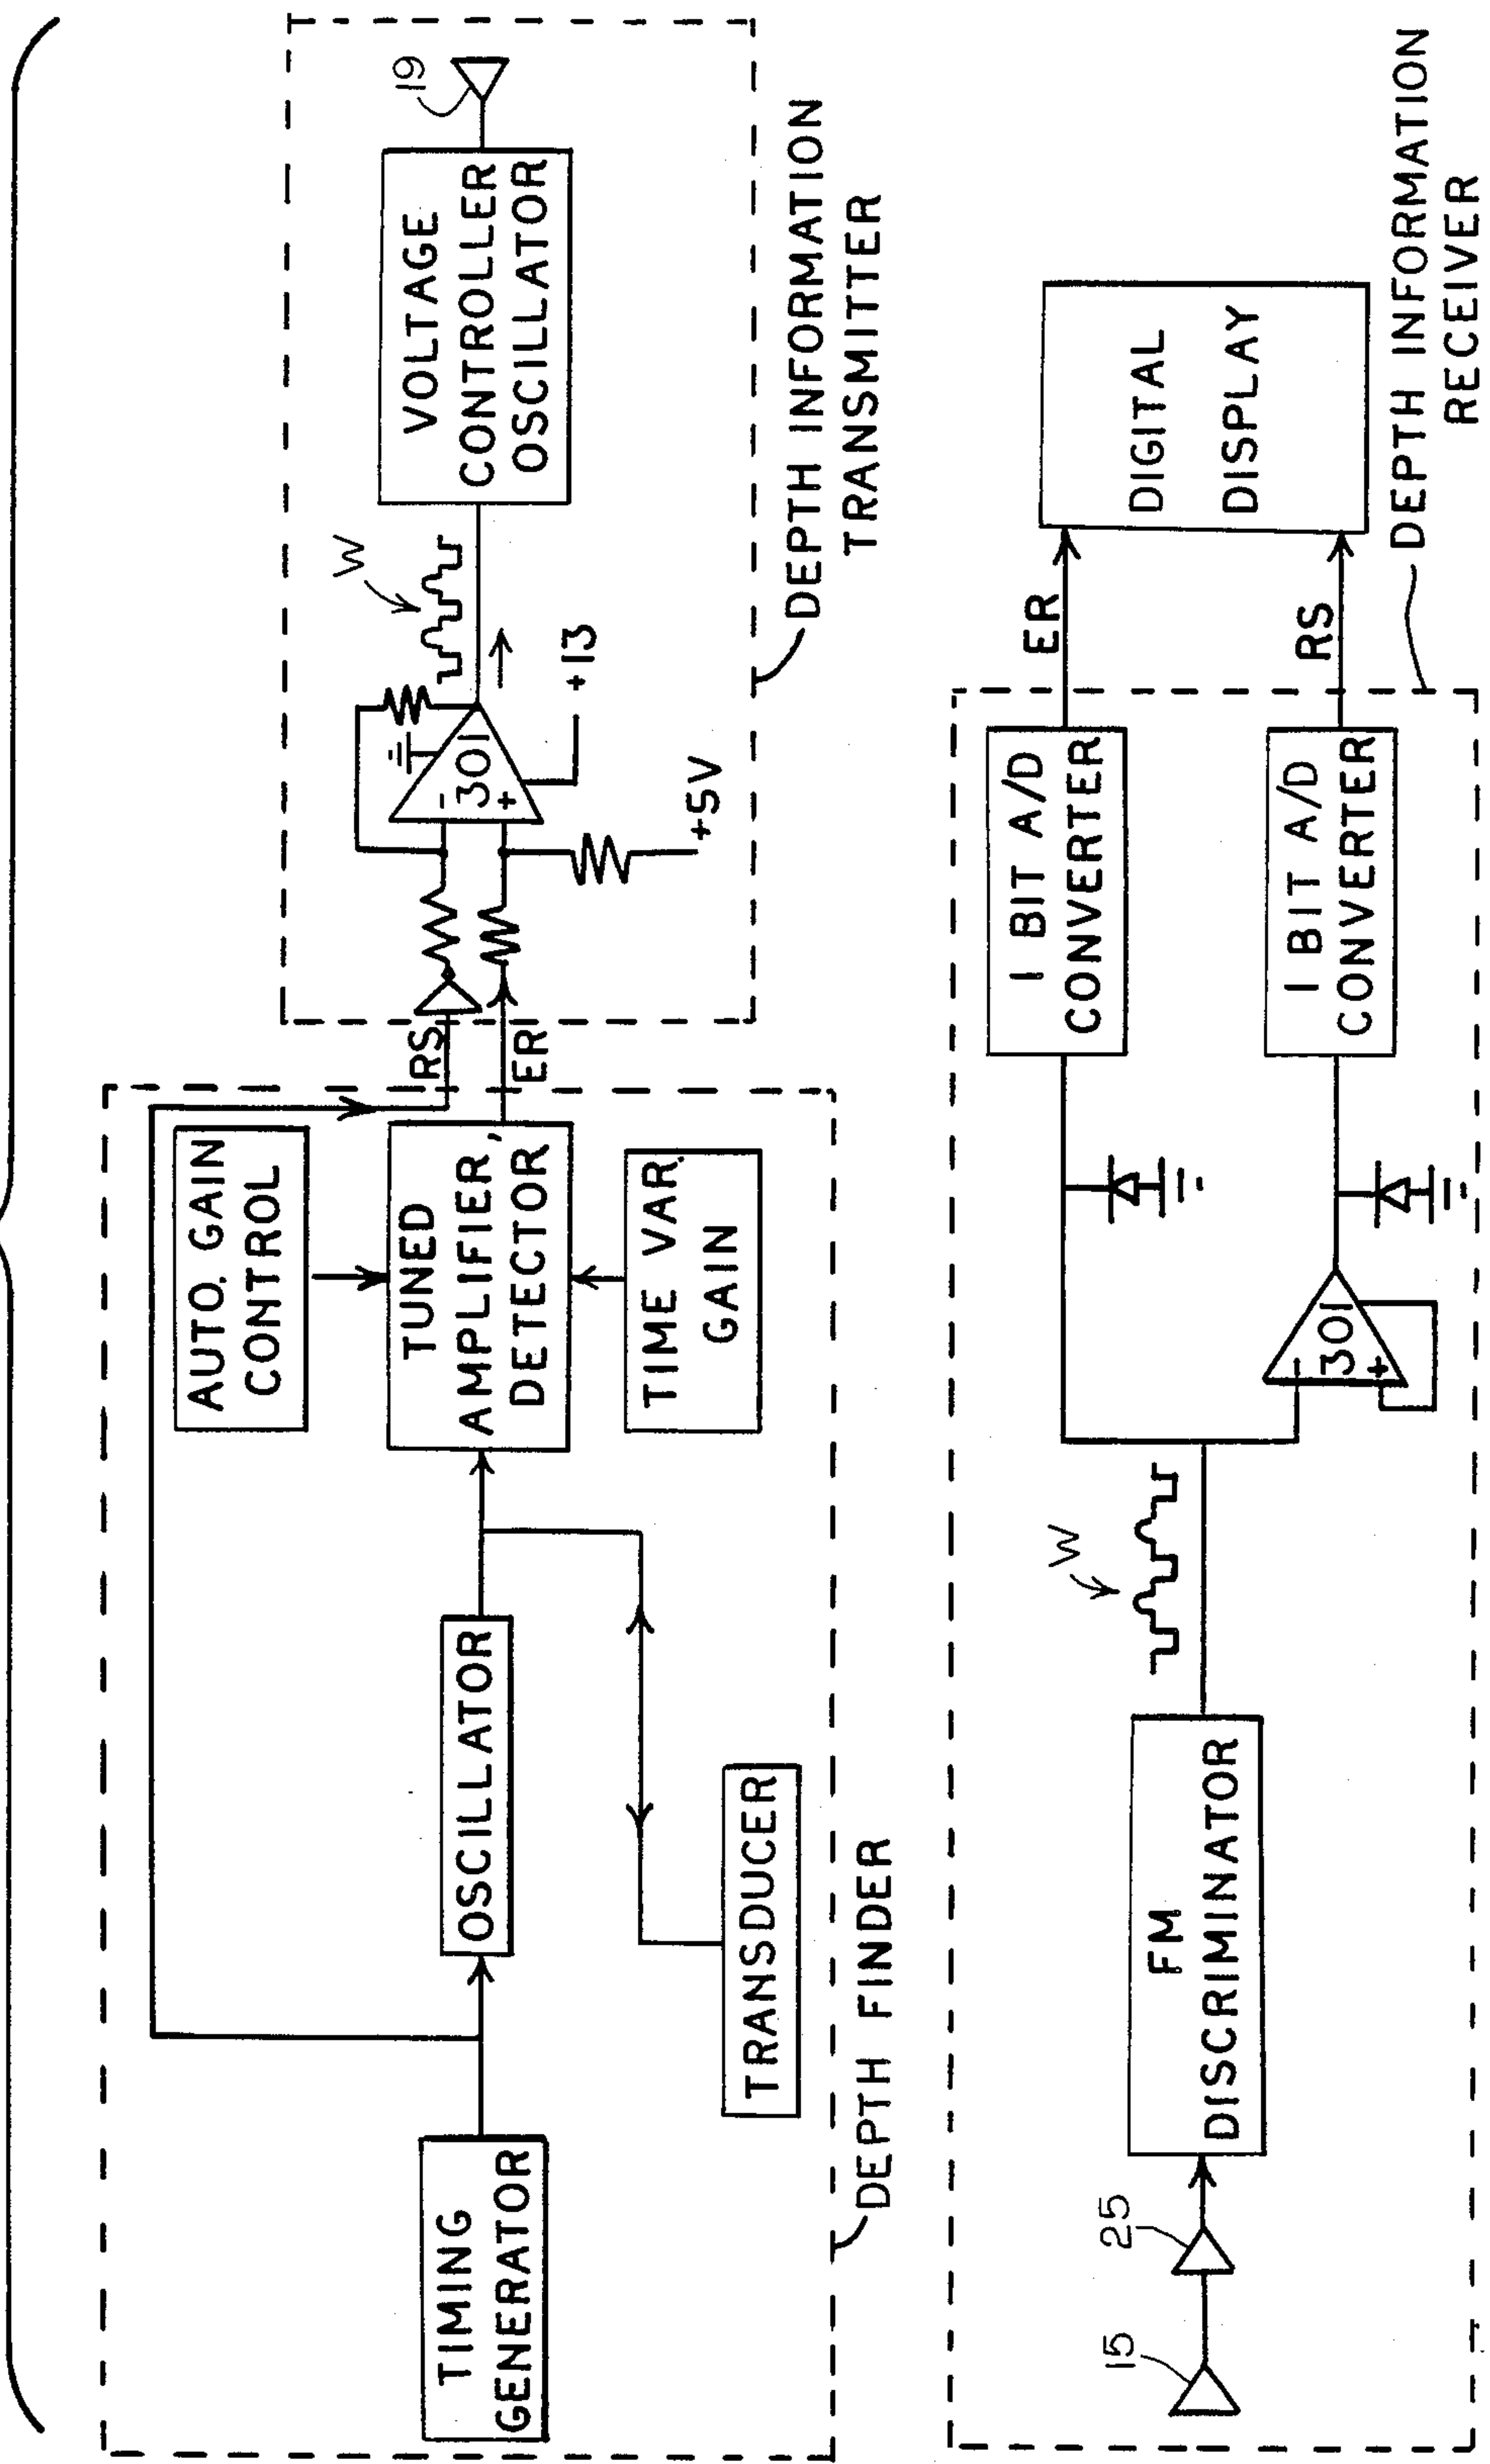 TIMING
GENERATOR
OSCILLATOR
TRANSDUCER
AUTO. GAIN
CONTROL
TUNED
AMPLIFIER,
DETECTOR
TIME VAR.
GAIN
DEPTH FINDER
RS
ER
-
301
+
+13
+5V
W
VOLTAGE
CONTROLLER
OSCILLATOR
19
DEPTH INFORMATION
TRANSMITTER
15
25
FM
DISCRIMINATOR
W
-
301
+
1 BIT A/D
CONVERTER
1 BIT A/D
CONVERTER
ER
RS
DIGITAL
DISPLAY
DEPTH INFORMATION
RECEIVER